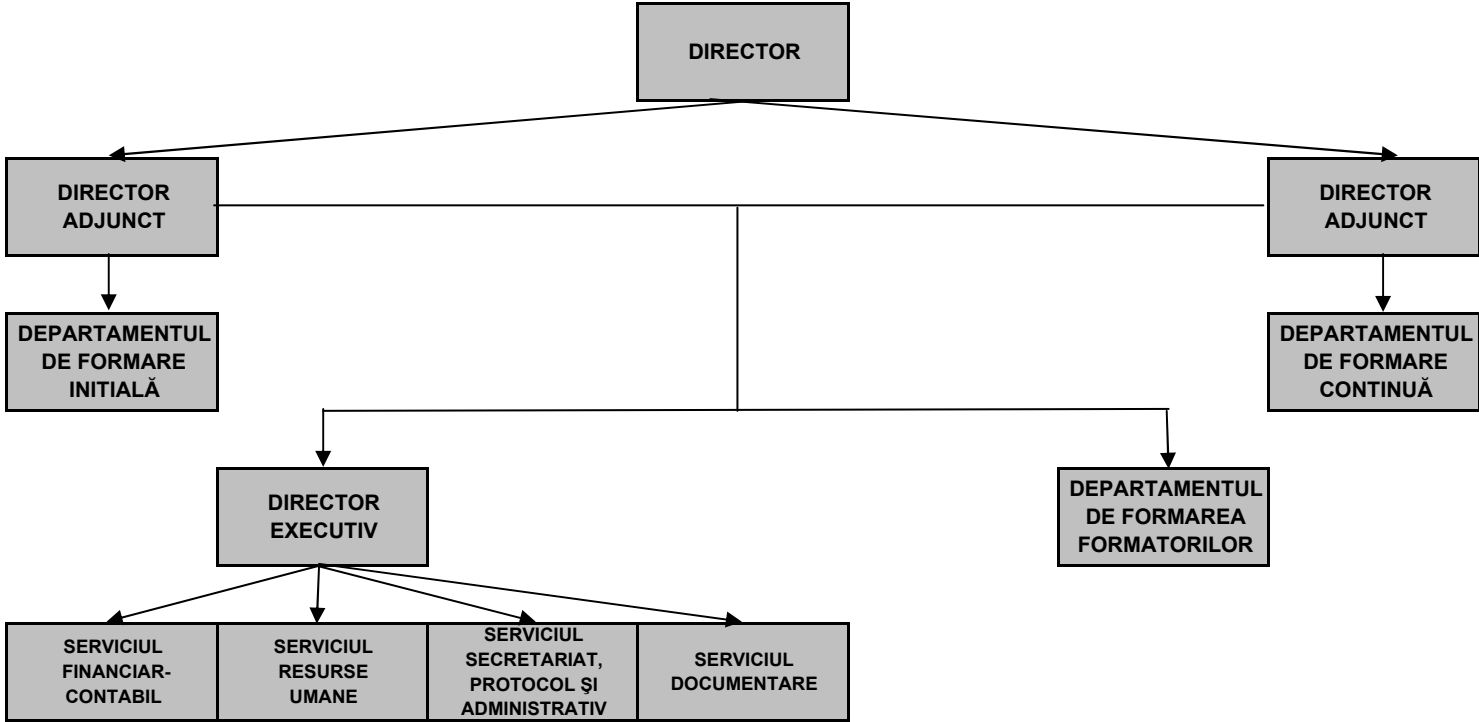 DIRECTOR
DIRECTOR
ADJUNCT
DIRECTOR
ADJUNCT
DEPARTAMENTUL
DE FORMARE
INITIALĂ
DEPARTAMENTUL
DE FORMARE
CONTINUĂ
DIRECTOR
EXECUTIV
DEPARTAMENTUL
DE FORMAREA
FORMATORILOR
SERVICIUL
FINANCIAR-
CONTABIL
SERVICIUL
RESURSE
UMANE
SERVICIUL
SECRETARIAT,
PROTOCOL ŞI
ADMINISTRATIV
SERVICIUL
DOCUMENTARE